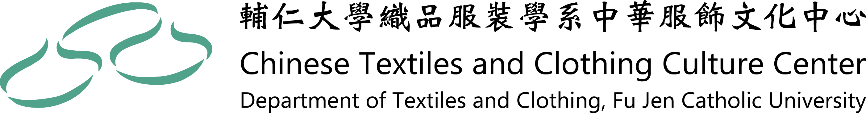 輔仁大學織品服裝學系中華服飾文化中心
Chinese Textiles and Clothing Culture Center
Department of Textiles and Clothing, Fu Jen Catholic University